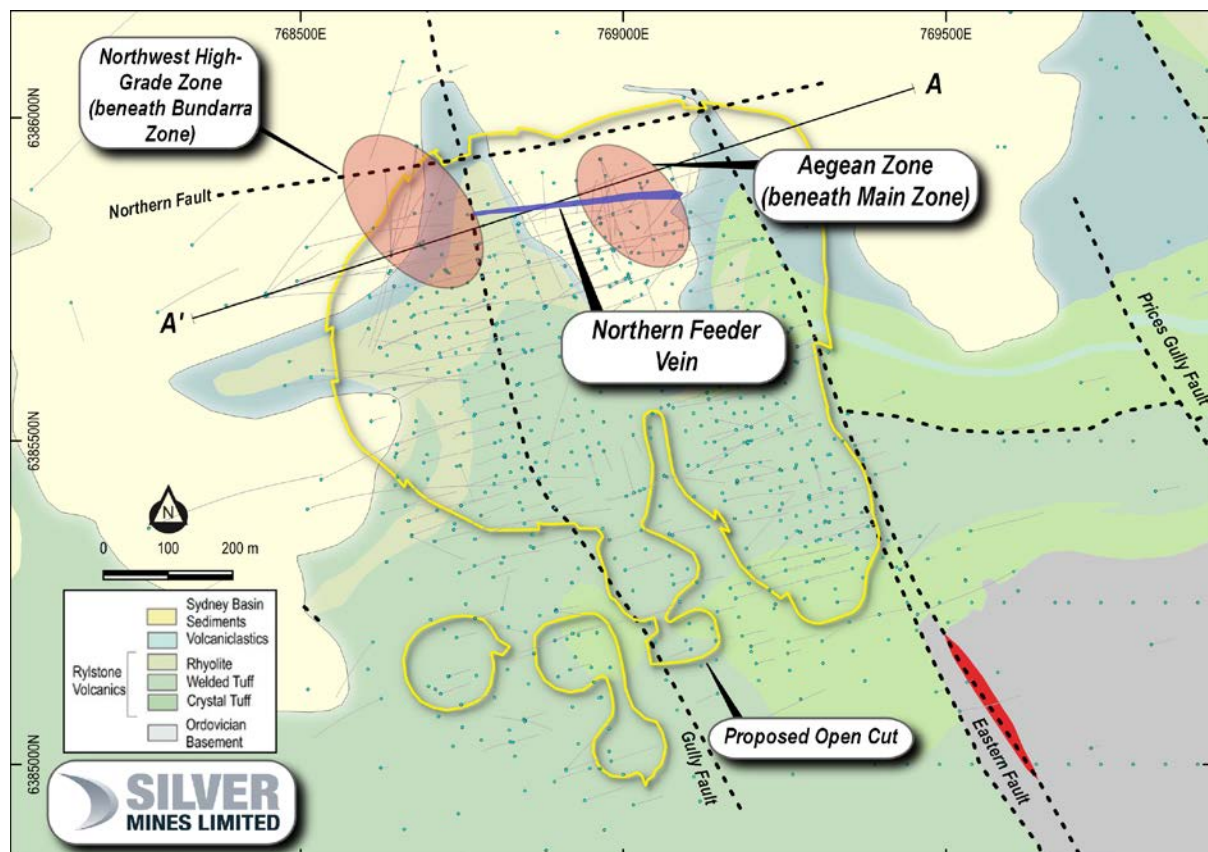 768500E
769000E
769500E
6386000N
6385500N
6385000N
Northwest High-
Grade Zone
(beneath Bundarra
Zone)
A
Aegean Zone
(beneath Main Zone)
Northern Fault
A'
Northern Feeder
Vein
Prices Gully Fault
N
0 100 200 m
Sydney Basin
Sediments
Volcaniclastics
Rylstone
Volcanics
Rhyolite
Welded Tuff
Crystal Tuff
Ordovician
Basement
Proposed Open Cut
Gully Fault
Eastern Fault
SILVER
MINES LIMITED